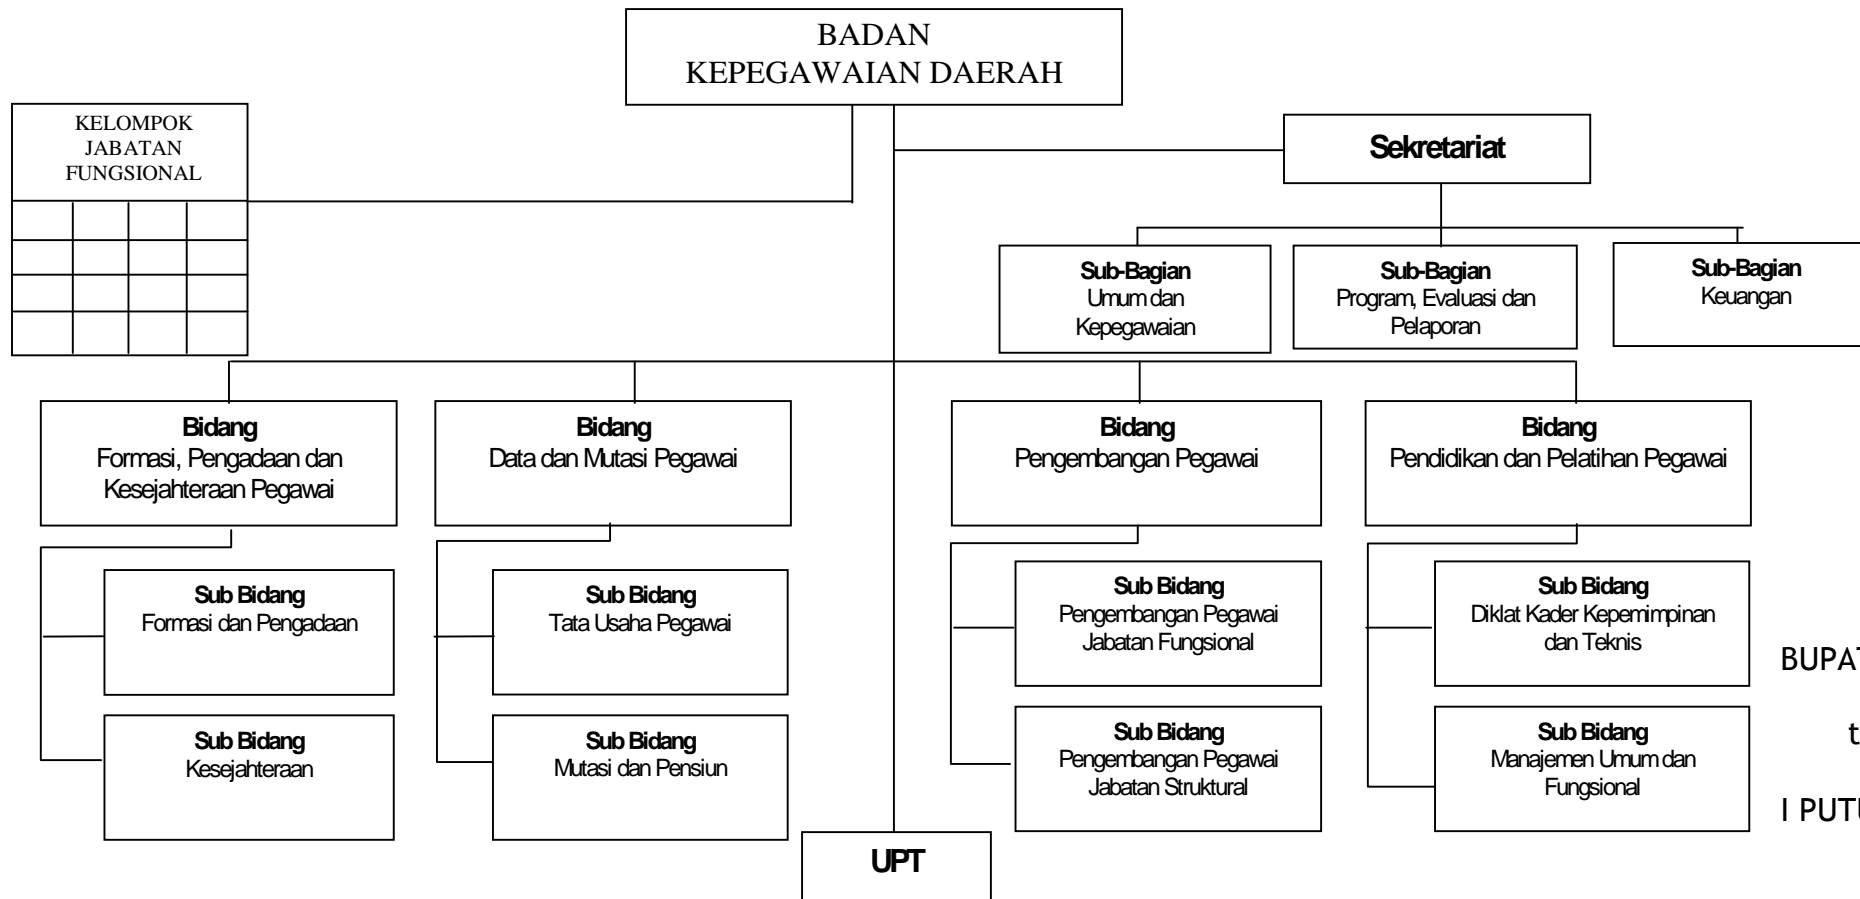 BADAN
KEPEGAWAIAN DAERAH
KELOMPOK
JABATAN
FUNGSIONAL
Sekretariat
Sub-Bagian
Umum dan
Kepegawaian
Sub-Bagian
Program, Evaluasi dan
Pelaporan
Sub-Bagian
Keuangan
Bidang
Formasi, Pengadaan dan
Kesejahteraan Pegawai
Bidang
Data dan Mutasi Pegawai
Bidang
Pengembangan Pegawai
Bidang
Pendidikan dan Pelatihan Pegawai
Sub Bidang
Formasi dan Pengadaan
Sub Bidang
Tata Usaha Pegawai
Sub Bidang
Pengembangan Pegawai
Jabatan Fungsional
Sub Bidang
Diklat Kader Kepemimpinan
dan Teknis
Sub Bidang
Kesejahteraan
Sub Bidang
Mutasi dan Pensiun
Sub Bidang
Pengembangan Pegawai
Jabatan Struktural
Sub Bidang
Manajemen Umum dan
Fungsional
UPT
BUPAT
t
I PUTU